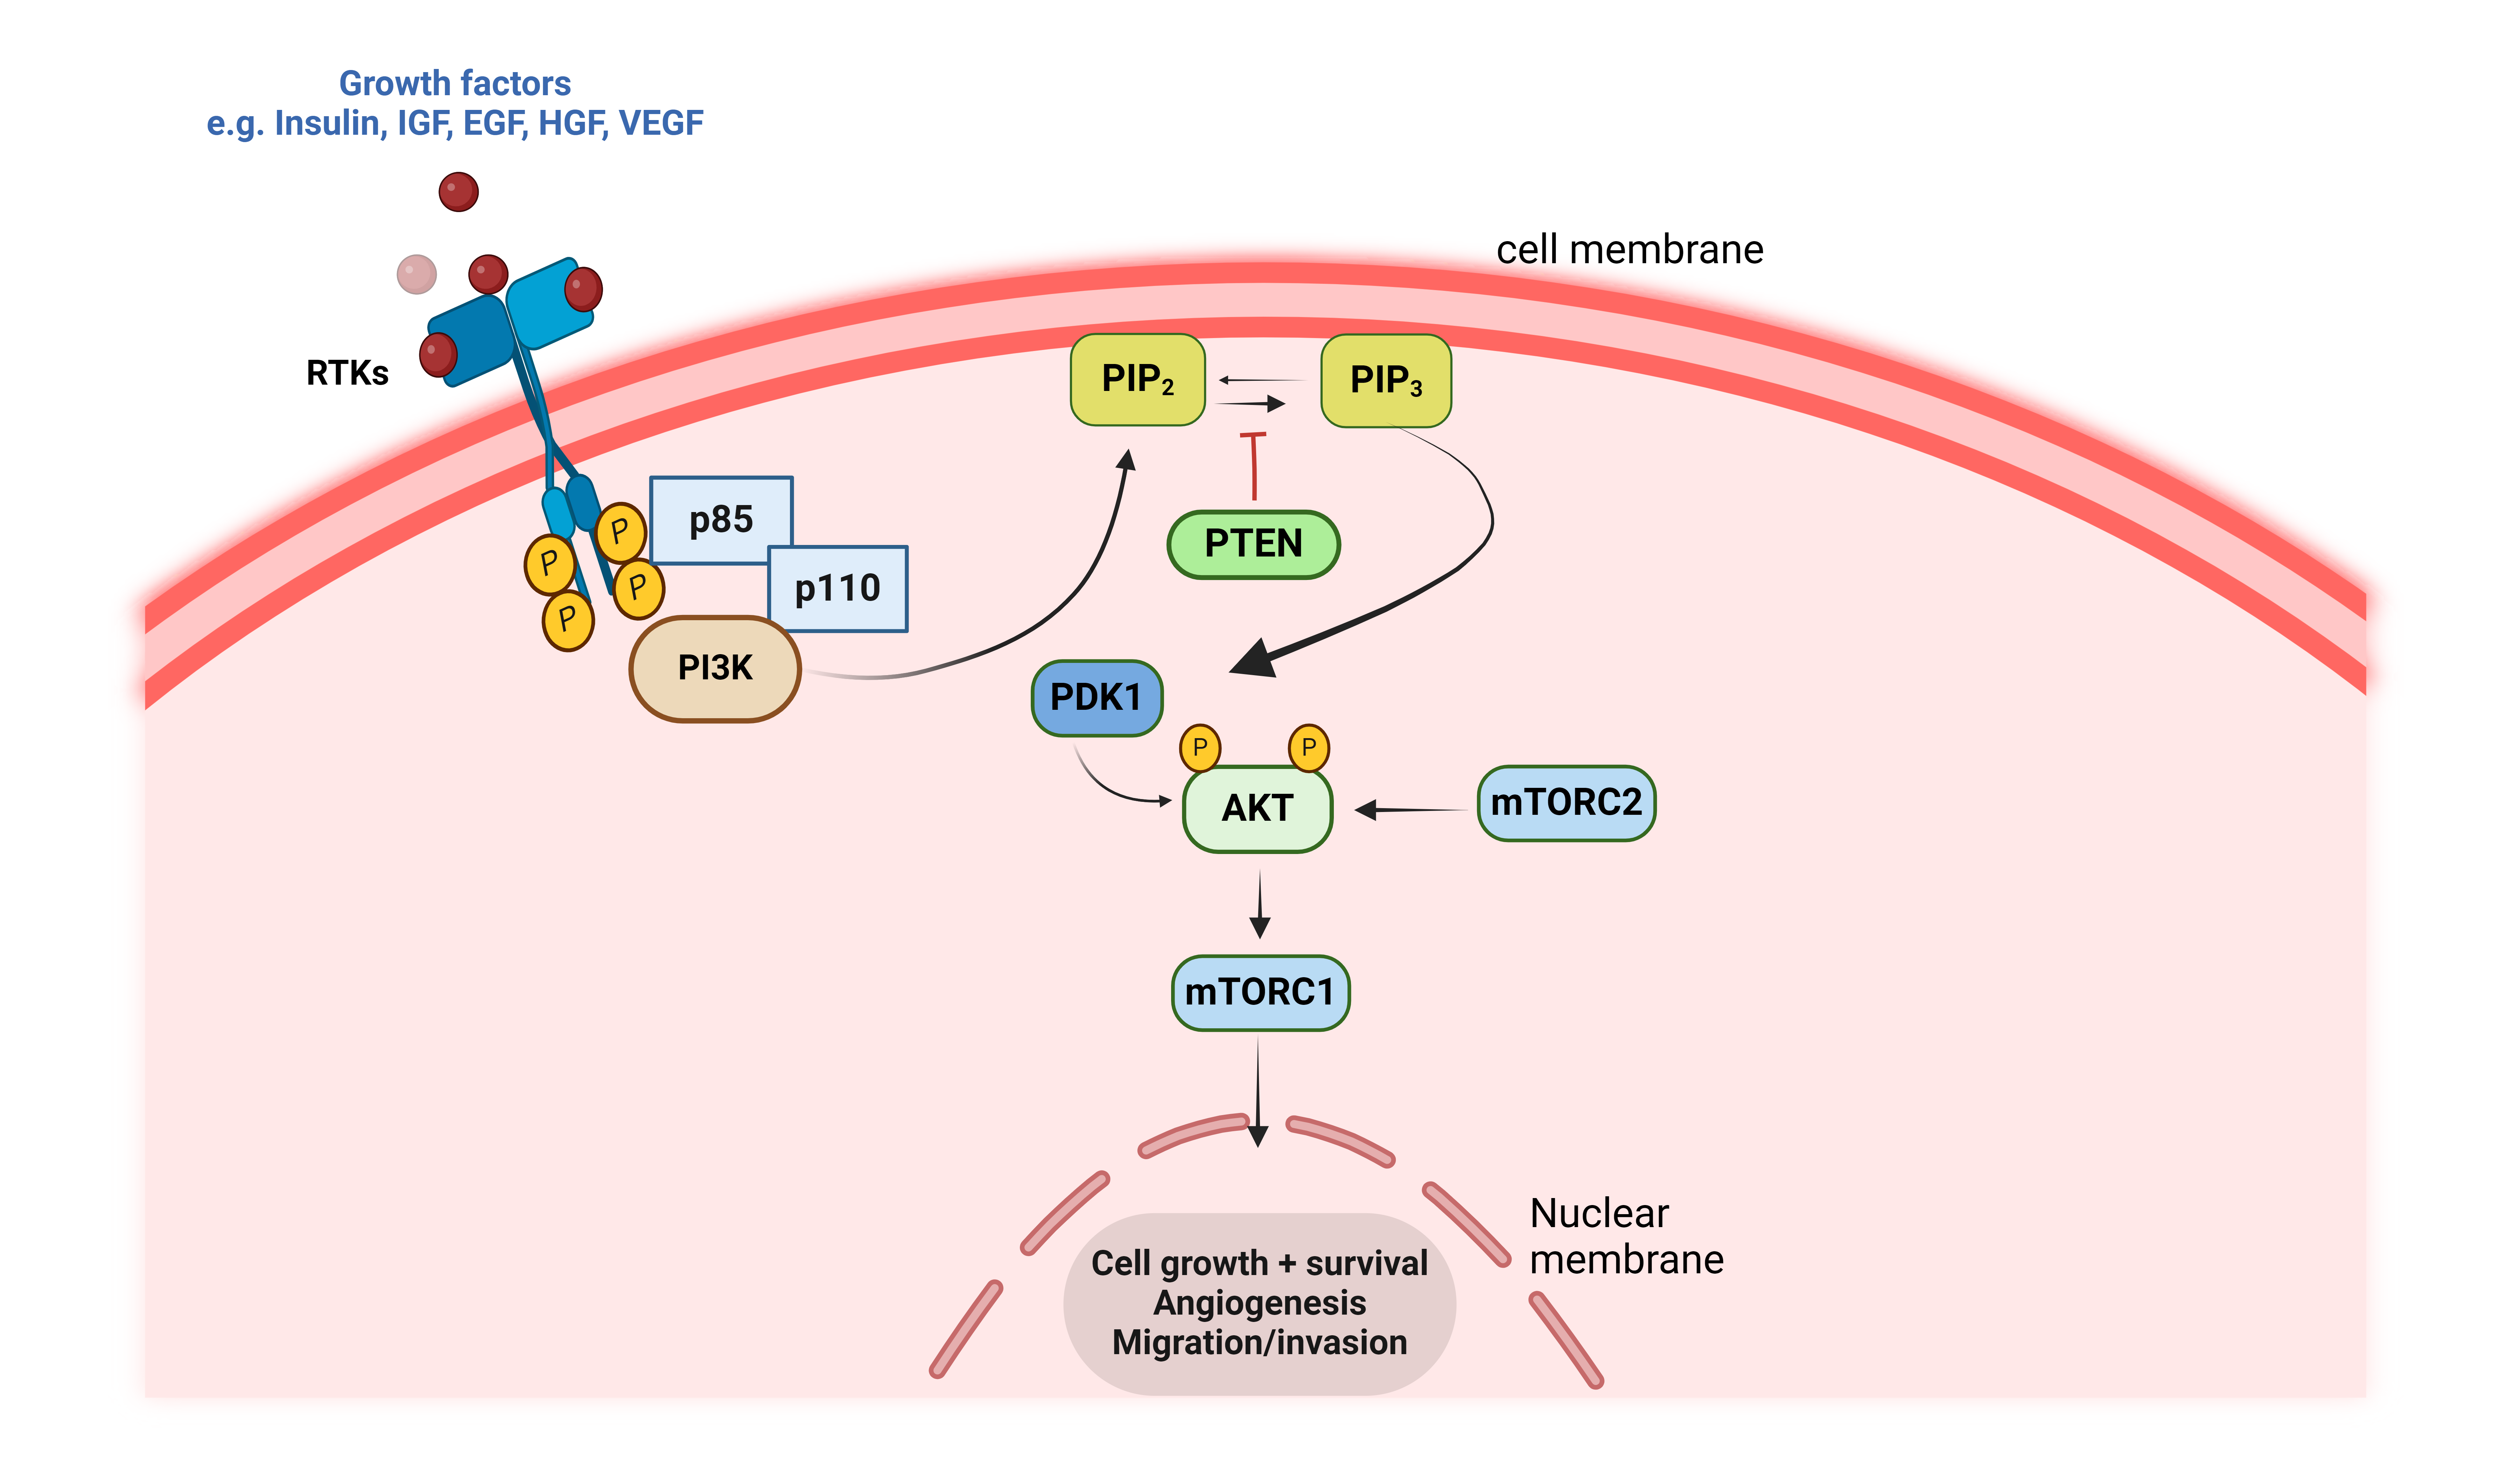 Growth factors
e.g. Insulin, IGF, EGF, HGF, VEGF
cell membrane
RTKs
PIP₂
PIP₃
p85
P
P
p110
P
P
PTEN
PI3K
PDK1
P
P
AKT
mTORC2
mTORC1
Nuclear
membrane
Cell growth + survival
Angiogenesis
Migration/invasion